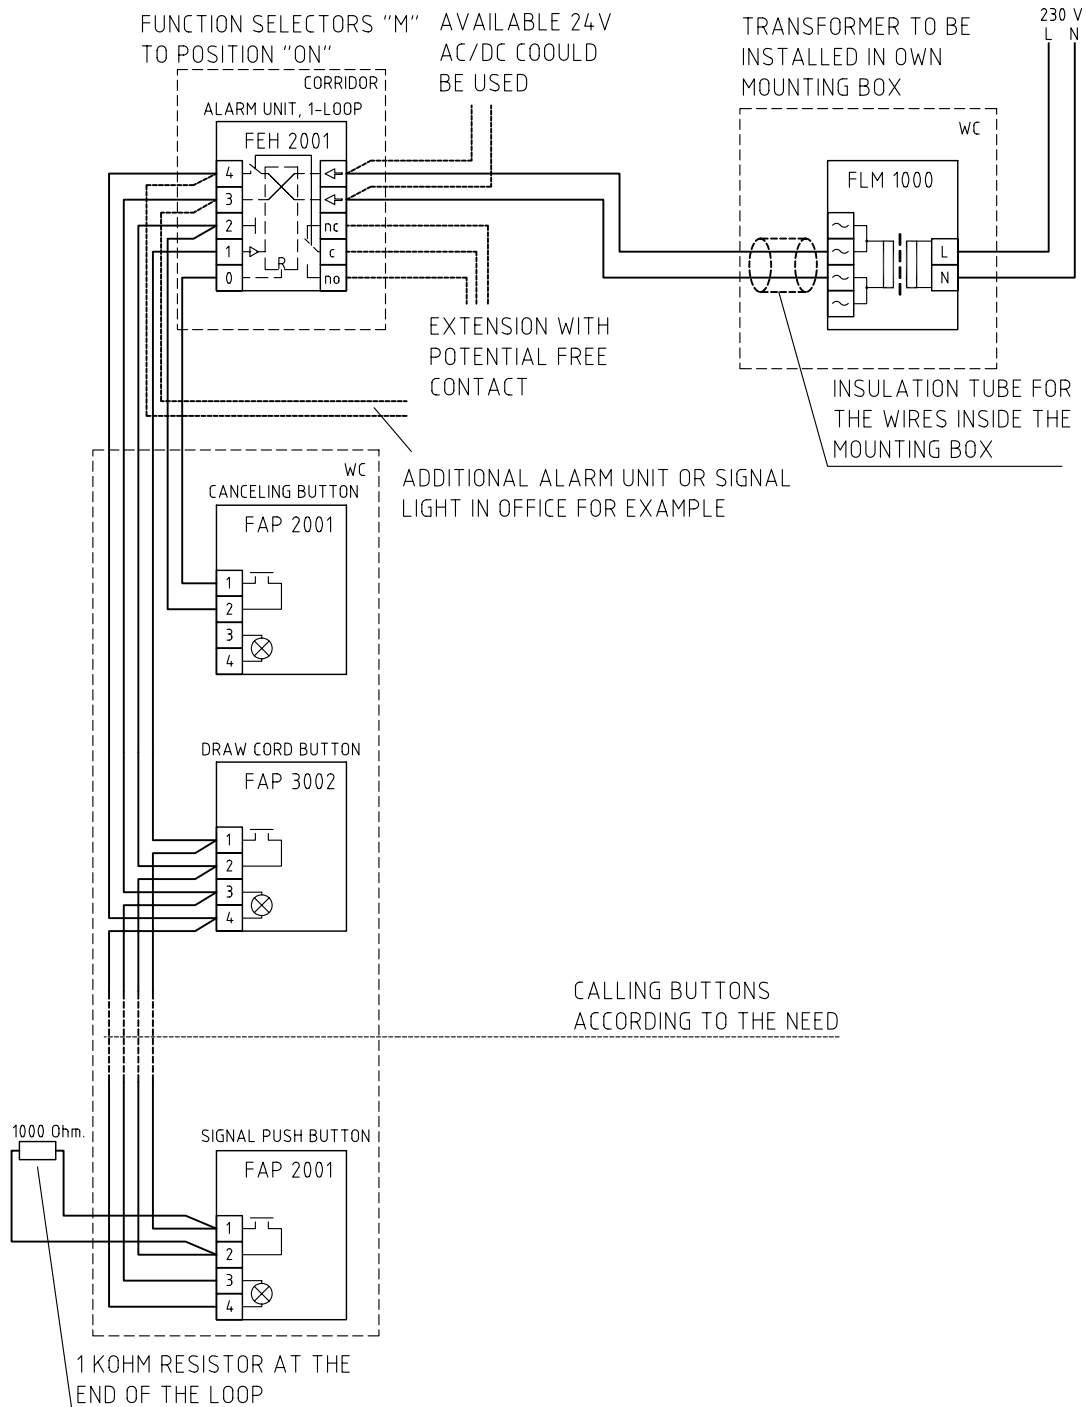 FUNCTION SELECTORS "M"
TO POSITION "ON"
AVAILABLE 24V
AC/DC COOULD
BE USED
TRANSFORMER TO BE
INSTALLED IN OWN
MOUNTING BOX
230 V
L N
CORRIDOR
ALARM UNIT, 1-LOOP
FEH 2001
4
3
2
1
0
R
nc
c
no
WC
FLM 1000
L
N
EXTENSION WITH
POTENTIAL FREE
CONTACT
INSULATION TUBE FOR
THE WIRES INSIDE THE
MOUNTING BOX
ADDITIONAL ALARM UNIT OR SIGNAL
LIGHT IN OFFICE FOR EXAMPLE
WC
CANCELING BUTTON
FAP 2001
1
2
3
4
DRAW CORD BUTTON
FAP 3002
1
2
3
4
CALLING BUTTONS
ACCORDING TO THE NEED
1000 Ohm.
SIGNAL PUSH BUTTON
FAP 2001
1
2
3
4
1 KOHM RESISTOR AT THE
END OF THE LOOP